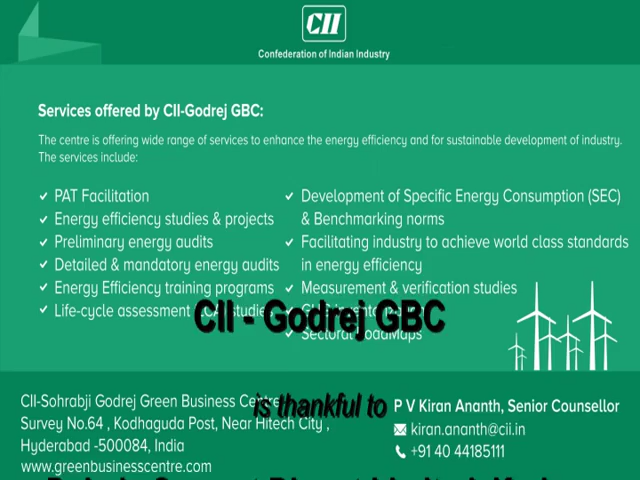 CII
Confederation of Indian Industry
Services offered by CII-Godrej GBC:
The centre is offering wide range of services to enhance the energy efficiency and for sustainable development of industry.
The services include:
PAT Facilitation
Energy efficiency studies & projects
Preliminary energy audits
Detailed & mandatory energy audits
Energy Efficiency training programs
Life-cycle assessment (LCA) studies
Development of Specific Energy Consumption (SEC)
& Benchmarking norms
Facilitating industry to achieve world class standards
in energy efficiency
Measurement & verification studies
Sectoral RoadMaps
CII - Godrej GBC
is thankful to
CII-Sohrabji Godrej Green Business Centre
Survey No.64 , Kodhaguda Post, Near Hitech City ,
Hyderabad -500084, India
www.greenbusinesscentre.com
P V Kiran Ananth, Senior Counsellor
kiran.ananth@cii.in
+91 40 44185111